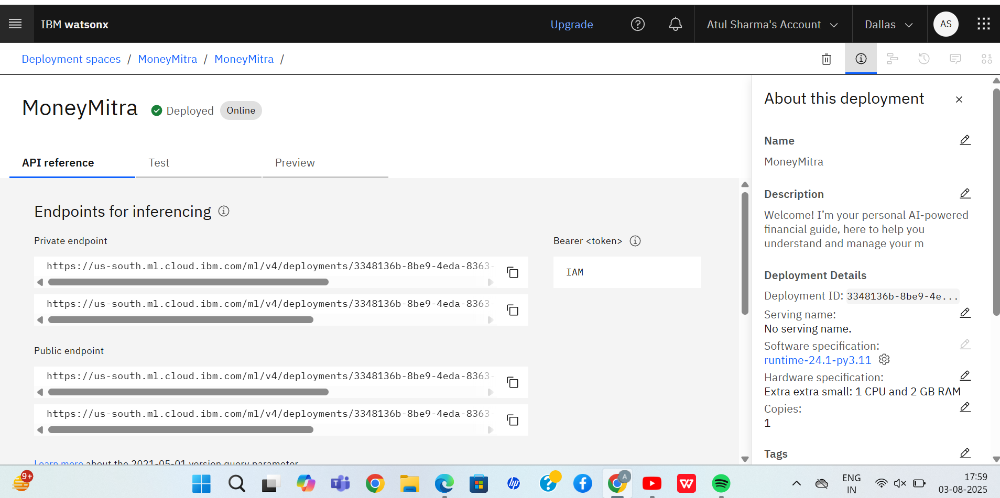 IBM watsonx
Upgrade
Atul Sharma's Account
Dallas
AS
Deployment spaces / MoneyMitra / MoneyMitra /
MoneyMitra
Deployed
Online
API reference
Test
Preview
Endpoints for inferencing
Private endpoint
https://us-south.ml.cloud.ibm.com/ml/v4/deployments/3348136b-8be9-4eda-8363-
https://us-south.ml.cloud.ibm.com/ml/v4/deployments/3348136b-8be9-4eda-8363-
Public endpoint
https://us-south.ml.cloud.ibm.com/ml/v4/deployments/3348136b-8be9-4eda-8363-
https://us-south.ml.cloud.ibm.com/ml/v4/deployments/3348136b-8be9-4eda-8363-
Learn more about the 2021-05-01 version query parameter
Bearer <token>
IAM
About this deployment
Name
MoneyMitra
Description
Welcome! I’m your personal AI-powered
financial guide, here to help you
understand and manage your m
Deployment Details
Deployment ID: 3348136b-8be9-4e...
Serving name:
No serving name.
Software specification:
runtime-24.1-py3.11
Hardware specification:
Extra extra small: 1 CPU and 2 GB RAM
Copies:
1
Tags
9+
hp
A
ENG
IN
17:59
03-08-2025